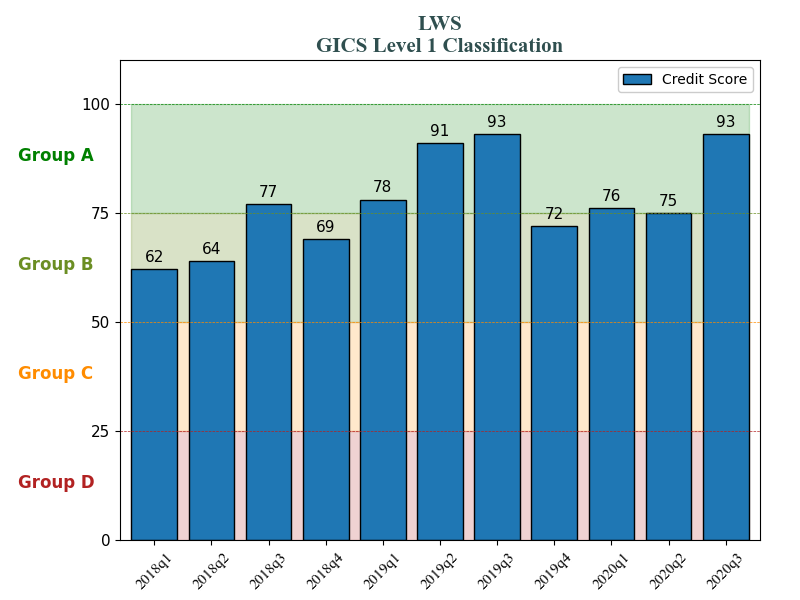 LWS
GICS Level 1 Classification
Credit Score
100
75
50
25
0
Group A
Group B
Group C
Group D
62
64
77
69
78
91
93
72
76
75
93
2018q1
2018q2
2018q3
2018q4
2019q1
2019q2
2019q3
2019q4
2020q1
2020q2
2020q3